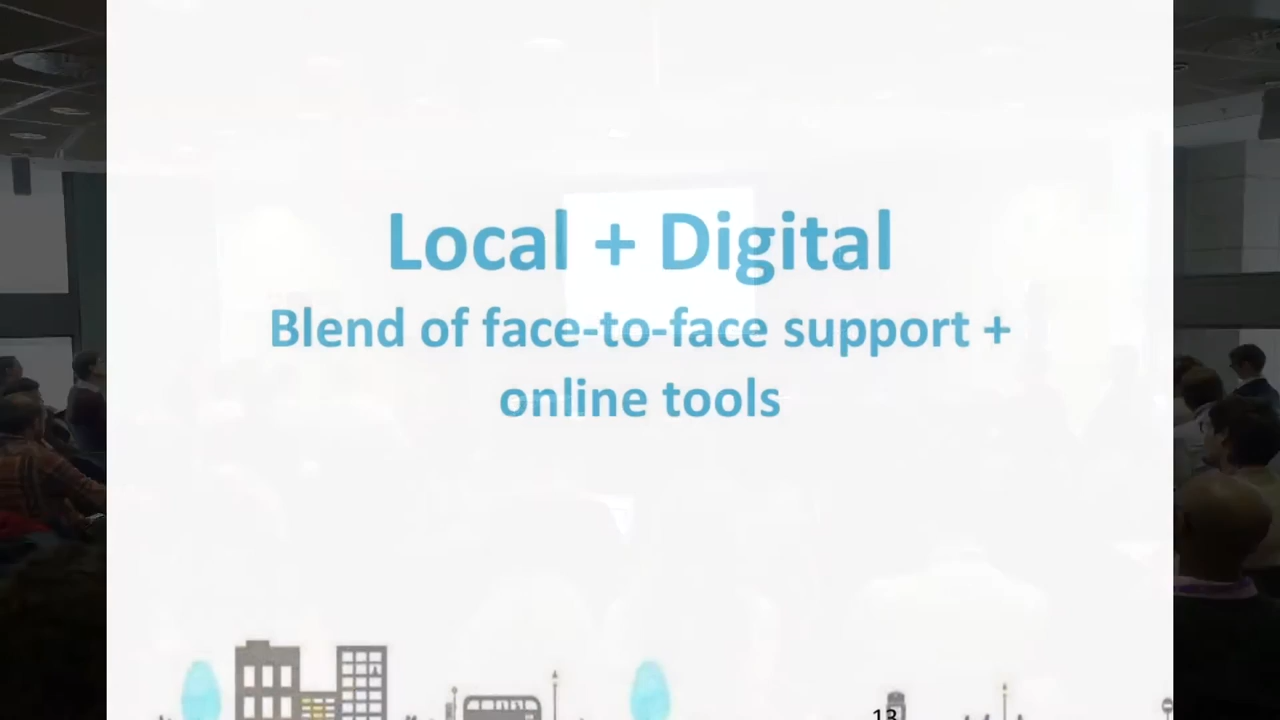 Local + Digital
Blend of face-to-face support +
online tools
13